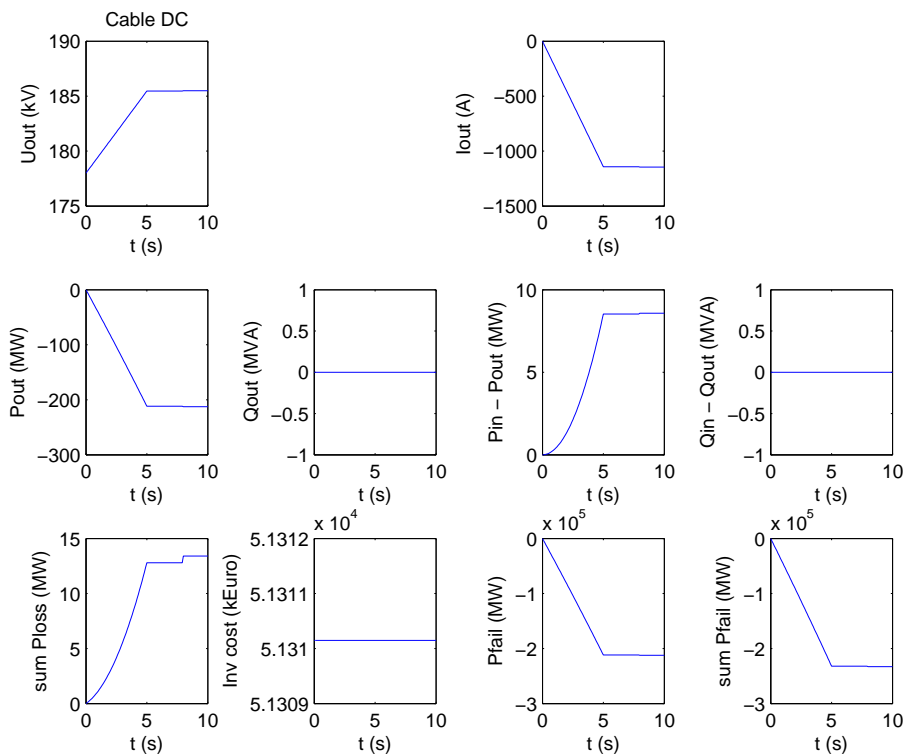 Cable DC
190
185
180
175
Uout (kV)
0 5 10
t (s)
0
−500
−1000
−1500
Iout (A)
0 5 10
t (s)
0
−100
−200
−300
Pout (MW)
0 5 10
t (s)
1
0.5
0
−0.5
−1
Qout (MVA)
0 5 10
t (s)
10
5
0
Pin − Pout (MW)
0 5 10
t (s)
1
0.5
0
−0.5
−1
Qin − Qout (MVA)
0 5 10
t (s)
15
10
5
0
sum Ploss (MW)
0 5 10
t (s)
x 10^4
5.1312
5.1311
5.131
5.1309
Inv cost (kEuro)
0 5 10
t (s)
x 10^5
0
−1
−2
−3
Pfail (MW)
0 5 10
t (s)
x 10^5
0
−1
−2
−3
sum Pfail (MW)
0 5 10
t (s)